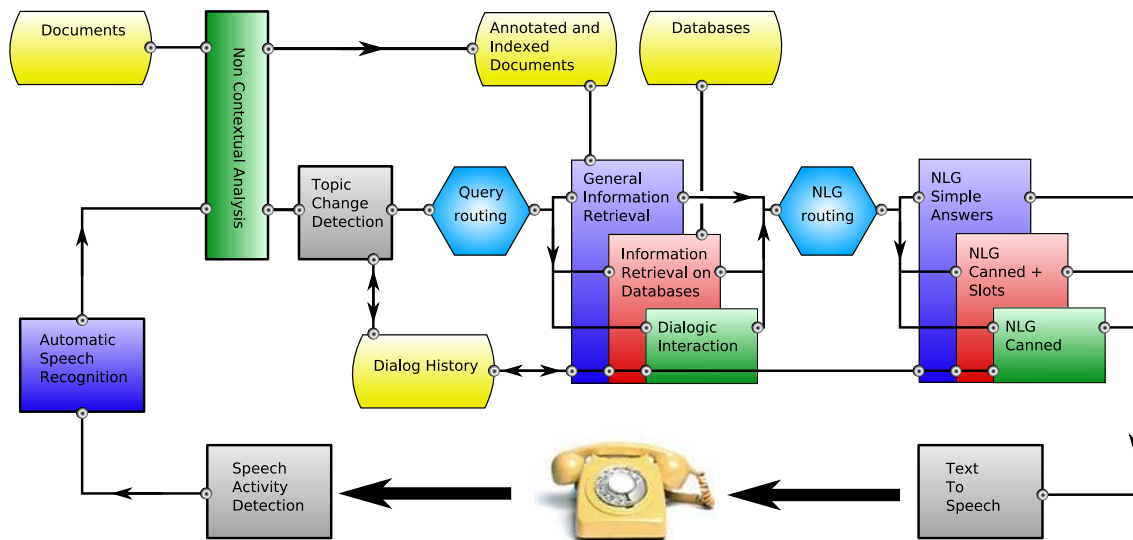 Documents
Non Contextual Analysis
Annotated and
Indexed
Documents
Databases
Topic
Change
Detection
Query
routing
General
Information
Retrieval
Information
Retrieval on
Databases
Dialogic
Interaction
NLG
routing
NLG
Simple
Answers
NLG
Canned +
Slots
NLG
Canned
Automatic
Speech
Recognition
Dialog History
Speech
Activity
Detection
Text
To
Speech